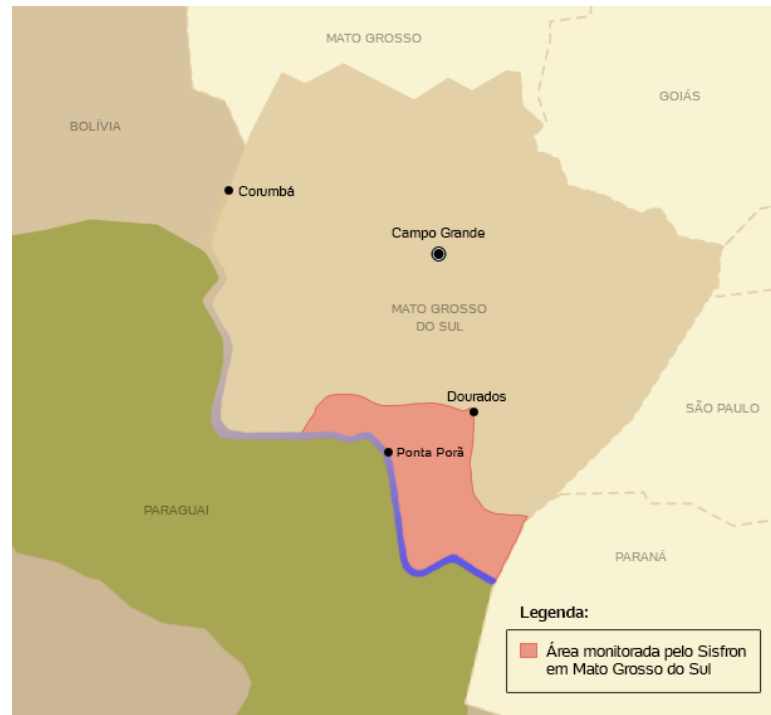 MATO GROSSO
GOIÁS
BOLÍVIA
Corumbá
Campo Grande
MATO GROSSO
DO SUL
Dourados
SÃO PAULO
Ponta Porã
PARAGUAI
PARANÁ
Legenda:
Área monitorada pelo Sisfron
em Mato Grosso do Sul